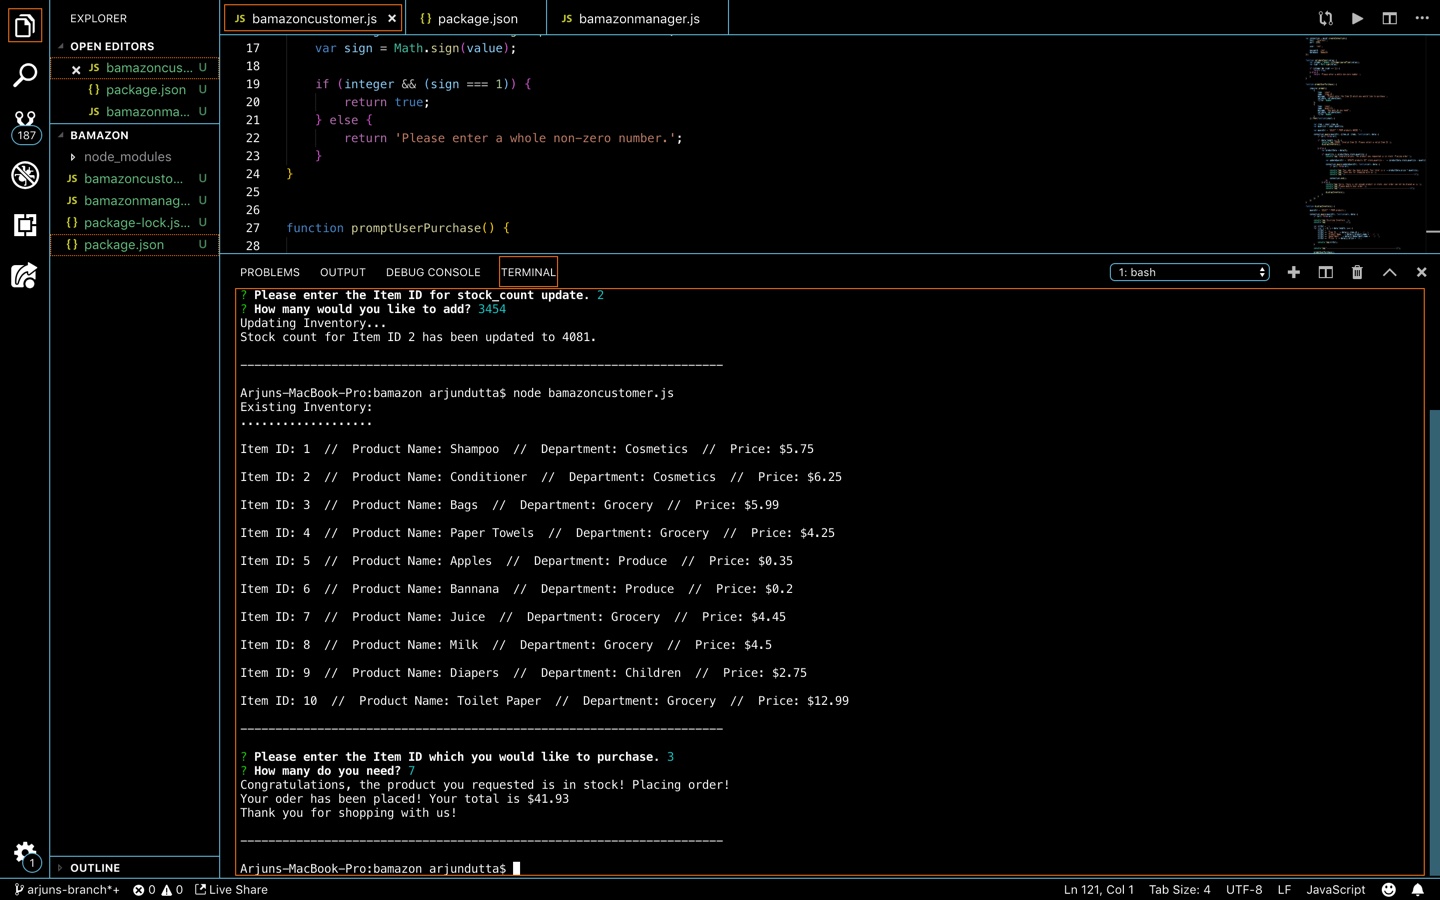 EXPLORER
OPEN EDITORS
JS bamazoncus... U
{} package.json U
JS bamazonma... U
187
BAMAZON
node_modules
JS bamazoncusto... U
JS bamazonmanag... U
{} package-lock.js... U
{} package.json U
OUTLINE
1
JS bamazoncustomer.js
{} package.json
JS bamazonmanager.js
17 var sign = Math.sign(value);
18
19 if (integer && (sign === 1)) {
20 return true;
21 } else {
22 return 'Please enter a whole non-zero number.';
23 }
24 }
25
26
27 function promptUserPurchase() {
28
PROBLEMS OUTPUT DEBUG CONSOLE TERMINAL 1: bash
? Please enter the Item ID for stock_count update. 2
? How many would you like to add? 3454
Updating Inventory...
Stock count for Item ID 2 has been updated to 4081.
Arjuns-MacBook-Pro:bamazon arjundutta$ node bamazoncustomer.js
Existing Inventory:
...................
Item ID: 1 // Product Name: Shampoo // Department: Cosmetics // Price: $5.75
Item ID: 2 // Product Name: Conditioner // Department: Cosmetics // Price: $6.25
Item ID: 3 // Product Name: Bags // Department: Grocery // Price: $5.99
Item ID: 4 // Product Name: Paper Towels // Department: Grocery // Price: $4.25
Item ID: 5 // Product Name: Apples // Department: Produce // Price: $0.35
Item ID: 6 // Product Name: Bannana // Department: Produce // Price: $0.2
Item ID: 7 // Product Name: Juice // Department: Grocery // Price: $4.45
Item ID: 8 // Product Name: Milk // Department: Grocery // Price: $4.5
Item ID: 9 // Product Name: Diapers // Department: Children // Price: $2.75
Item ID: 10 // Product Name: Toilet Paper // Department: Grocery // Price: $12.99
? Please enter the Item ID which you would like to purchase. 3
? How many do you need? 7
Congratulations, the product you requested is in stock! Placing order!
Your oder has been placed! Your total is $41.93
Thank you for shopping with us!
Arjuns-MacBook-Pro:bamazon arjundutta$
arjuns-branch*+ 0 0 Live Share Ln 121, Col 1 Tab Size: 4 UTF-8 LF JavaScript